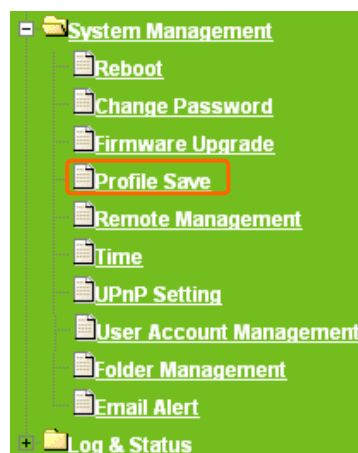 System Management
Reboot
Change Password
Firmware Upgrade
Profile Save
Remote Management
Time
UPnP Setting
User Account Management
Folder Management
Email Alert
Log & Status